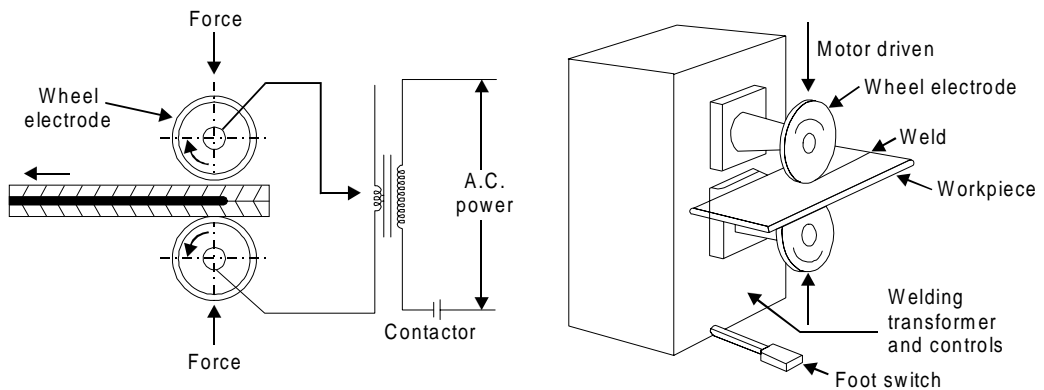 Force
Wheel
electrode
A.C.
power
Contactor
Force
Motor driven
Wheel electrode
Weld
Workpiece
Welding
transformer
and controls
Foot switch